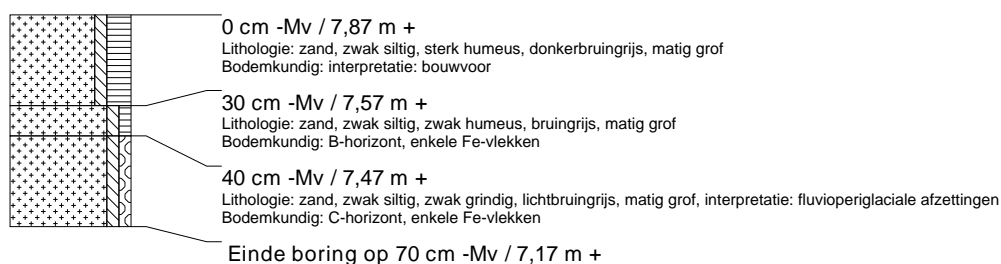 0 cm -Mv / 7,87 m +
Lithologie: zand, zwak siltig, sterk humeus, donkerbruingrijs, matig grof
Bodemkundig: interpretatie: bouwvoor
30 cm -Mv / 7,57 m +
Lithologie: zand, zwak siltig, zwak humeus, bruingrijs, matig grof
Bodemkundig: B-horizont, enkele Fe-vlekken
40 cm -Mv / 7,47 m +
Lithologie: zand, zwak siltig, zwak grindig, lichtbruingrijs, matig grof, interpretatie: fluvioperiglaciale afzettingen
Bodemkundig: C-horizont, enkele Fe-vlekken
Einde boring op 70 cm -Mv / 7,17 m +